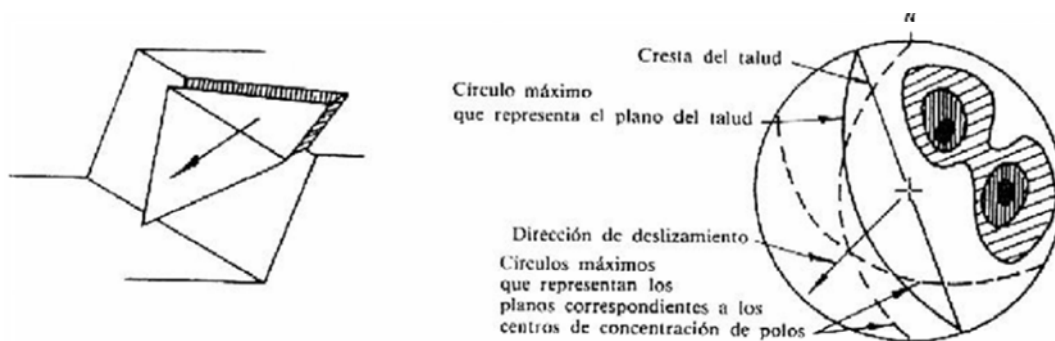 n
Cresta del talud
Círculo máximo
que representa el plano del talud
Dirección de deslizamiento
Círculos máximos
que representan los
planos correspondientes a los
centros de concentración de polos